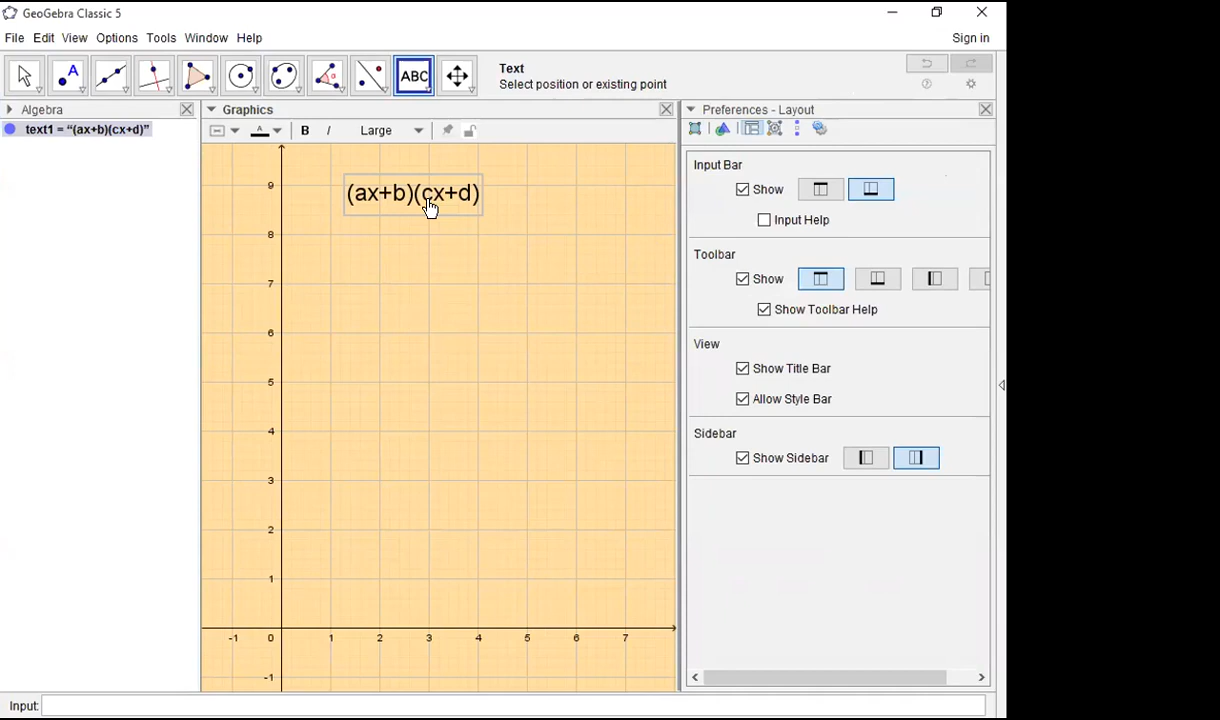 GeoGebra Classic 5
File Edit View Options Tools Window Help
Sign in
A
ABC
Text
Select position or existing point
Algebra
Graphics
Preferences - Layout
text1 = “(ax+b)(cx+d)”
A B I Large
(ax+b)(cx+d)
9
8
7
6
5
4
3
2
1
-1 0 1 2 3 4 5 6 7
-1
Input Bar
Show
Input Help
Toolbar
Show
Show Toolbar Help
View
Show Title Bar
Allow Style Bar
Sidebar
Show Sidebar
Input: